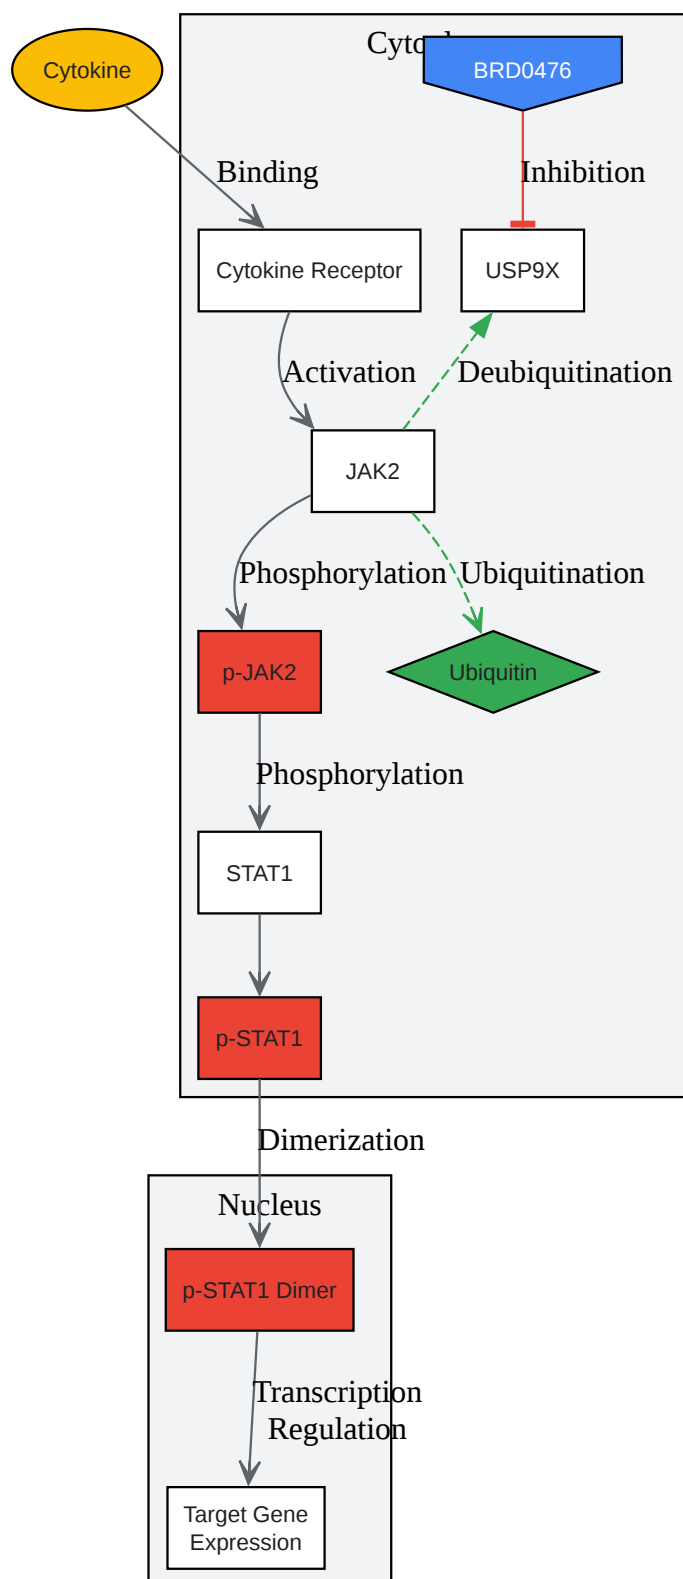 Cytokine
BRD0476
Binding
Inhibition
Cytokine Receptor
USP9X
Activation
Deubiquitination
JAK2
Phosphorylation
Ubiquitination
p-JAK2
Ubiquitin
Phosphorylation
STAT1
p-STAT1
Dimerization
Nucleus
p-STAT1 Dimer
Transcription
Regulation
Target Gene
Expression